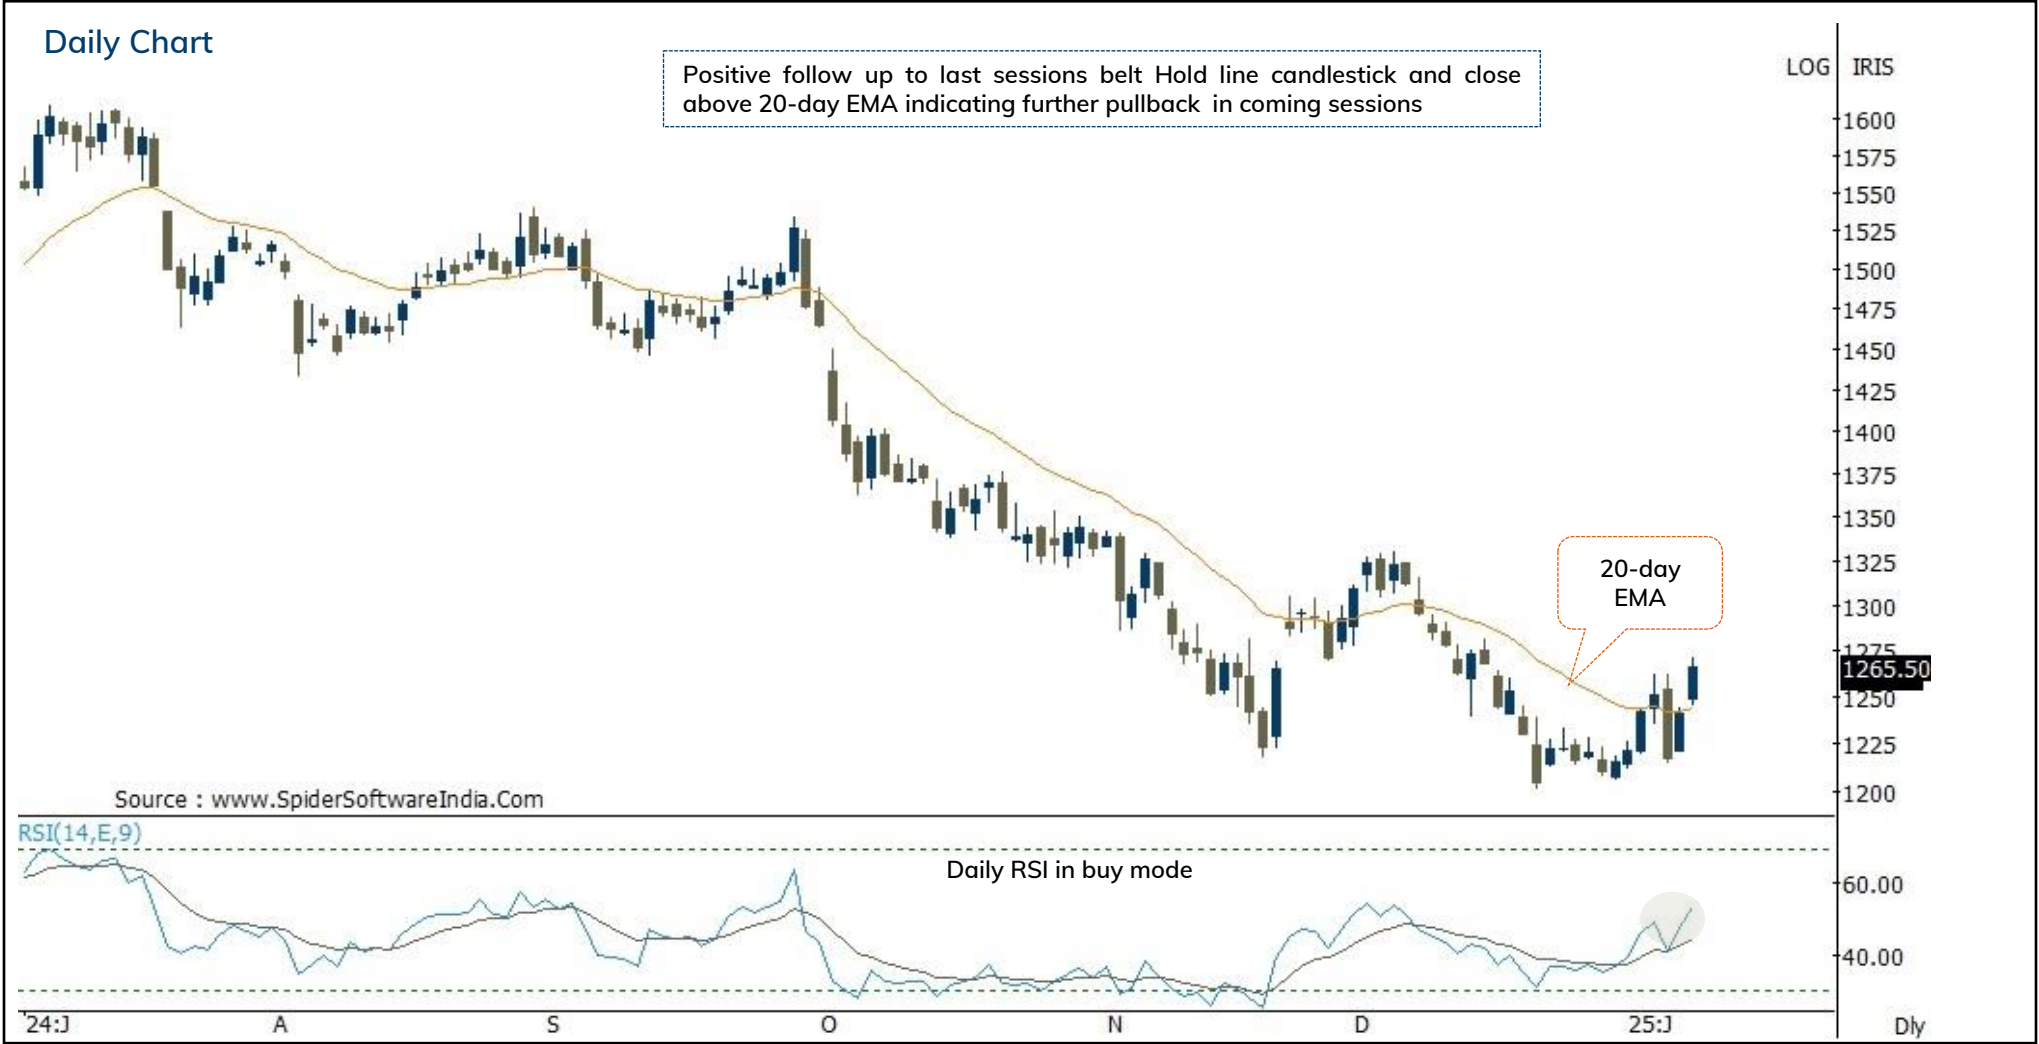 Daily Chart
Positive follow up to last sessions belt Hold line candlestick and close
above 20-day EMA indicating further pullback in coming sessions
LOG IRIS
1600
1575
1550
1525
1500
1475
1450
1425
1400
1375
1350
1325
1300
1275
1265.50
1250
1225
1200
20-day
EMA
Source : www.SpiderSoftwareIndia.Com
RSI(14,E,9)
Daily RSI in buy mode
60.00
40.00
'24:J A S O N D 25:J Dly